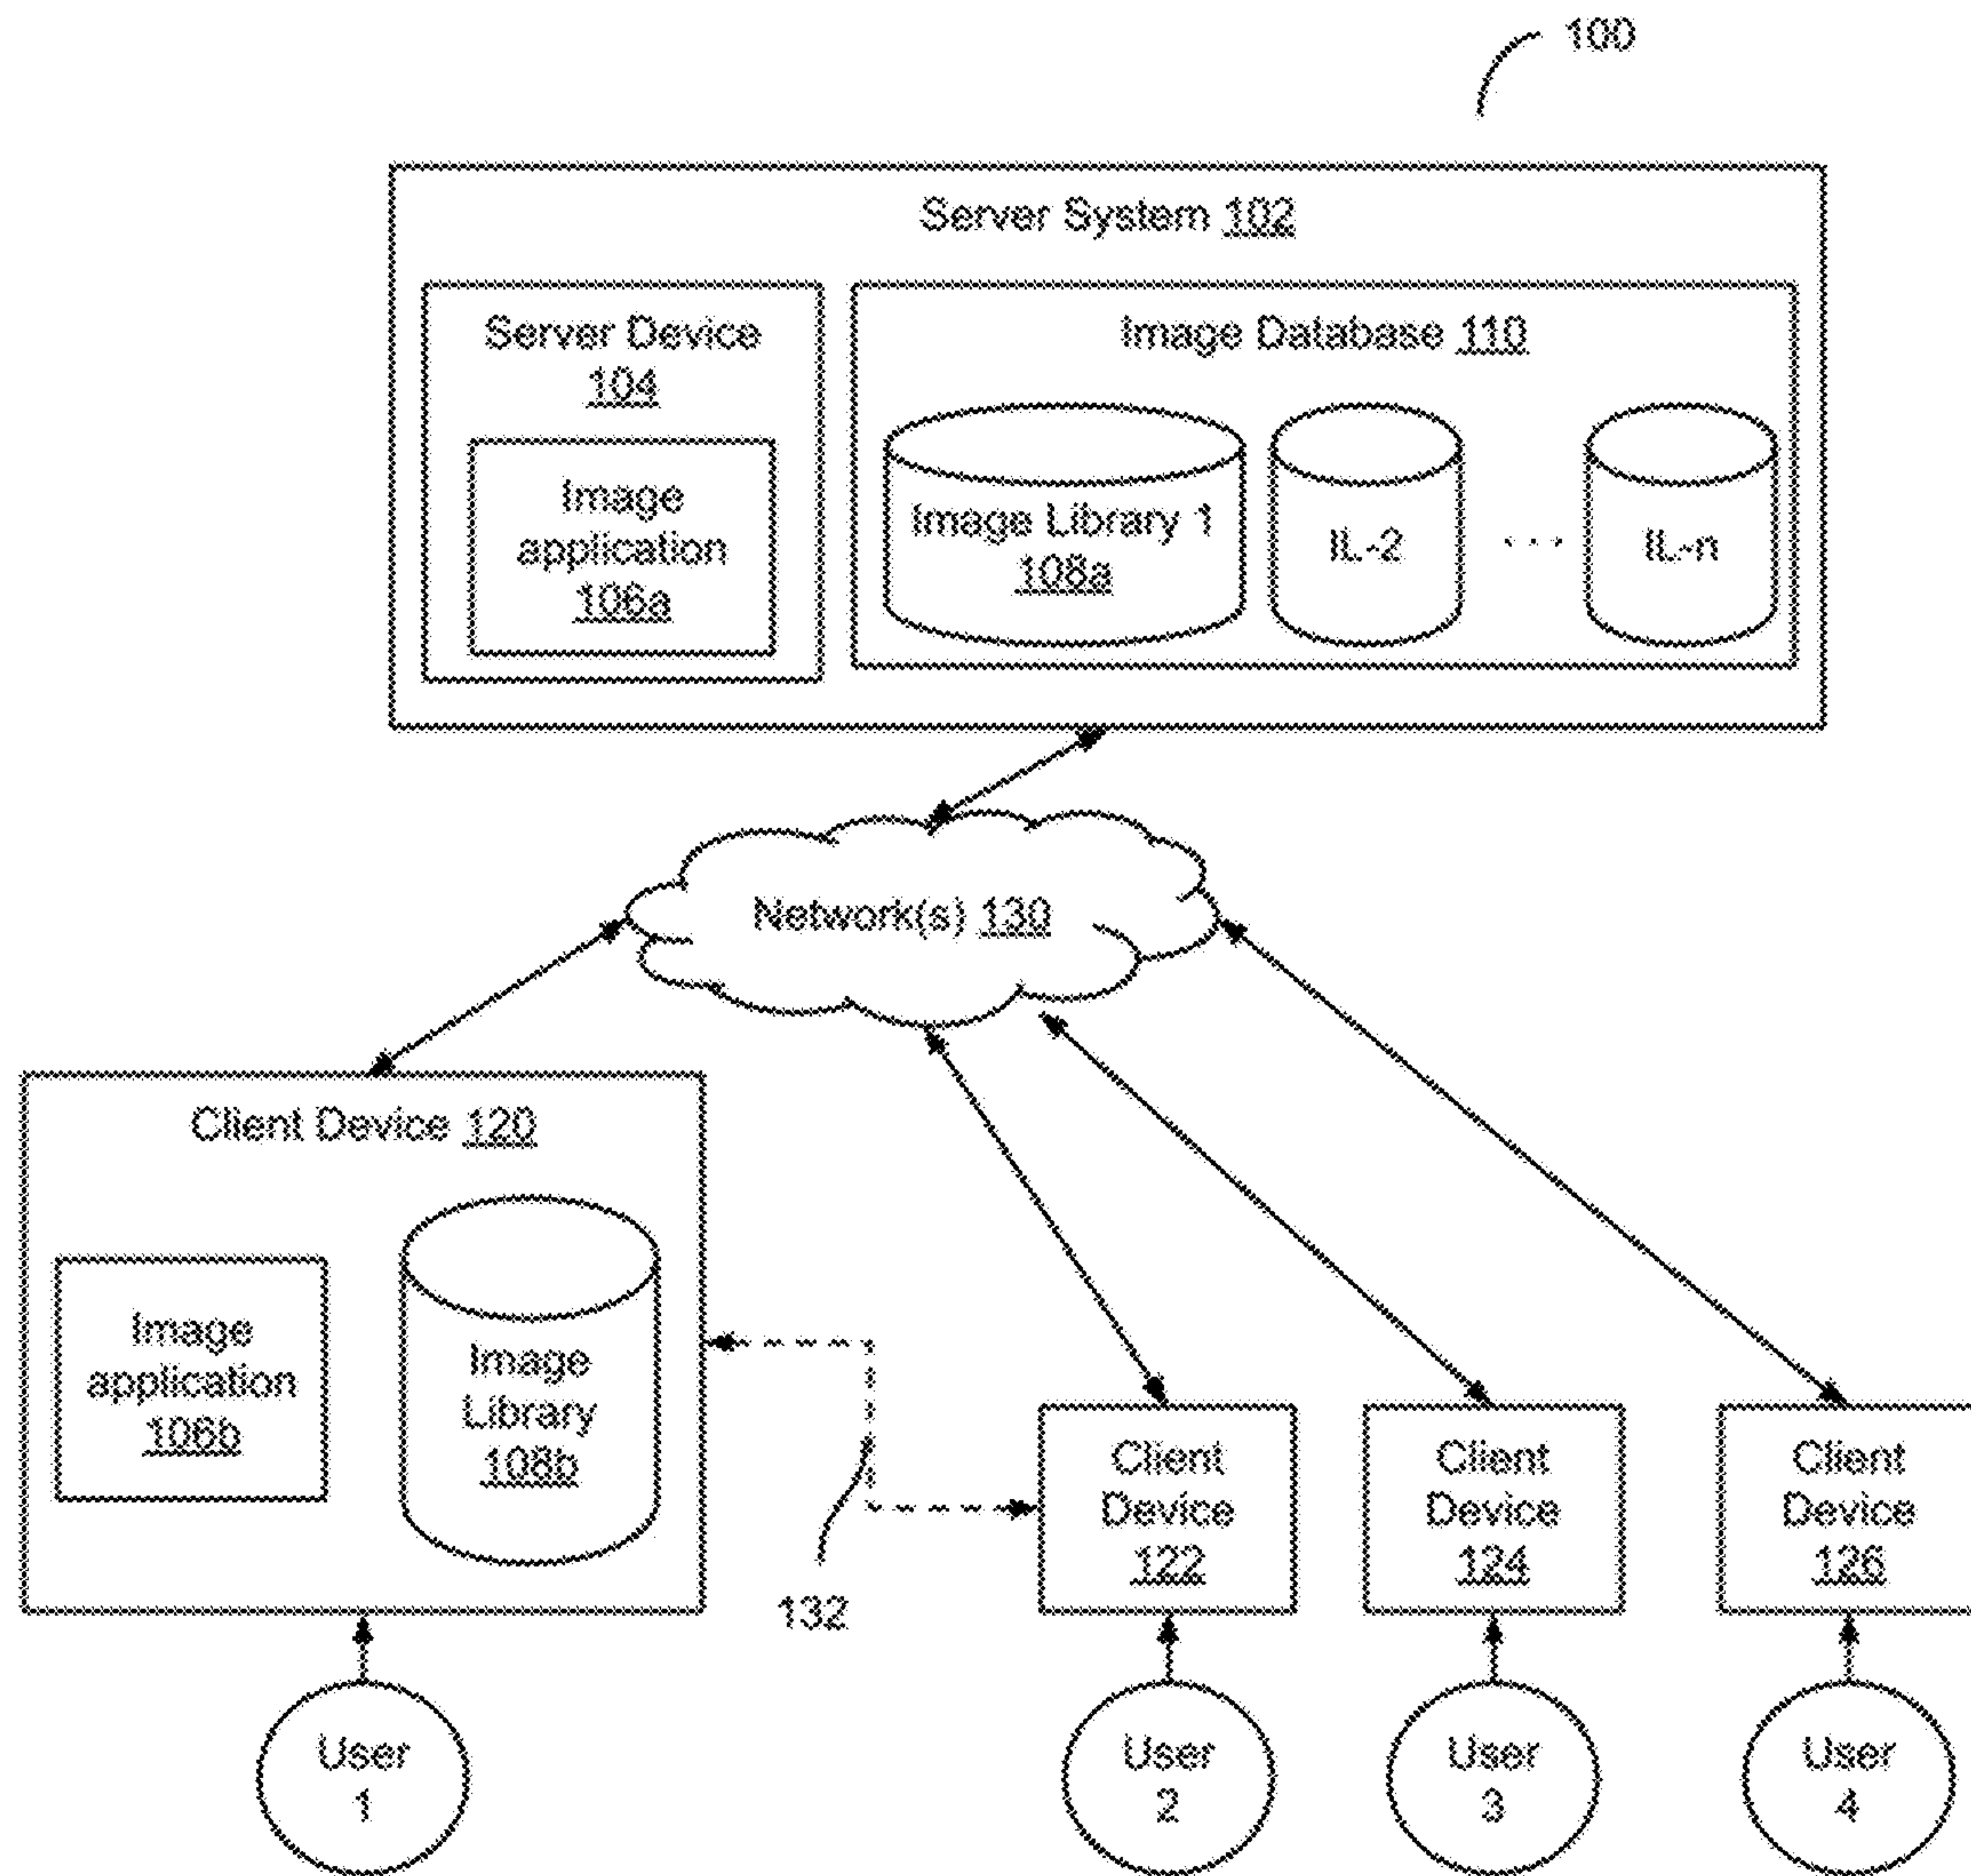 100
Server System 102
Server Device
104
Image
application
106a
Image Database 110
Image Library 1
108a
IL-2
...
IL-n
Network(s) 130
Client Device 120
Image
application
106b
Image
Library
108b
132
Client
Device
122
Client
Device
124
Client
Device
126
User
1
User
2
User
3
User
4